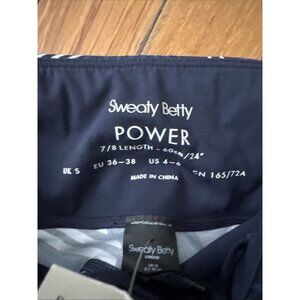 Sweaty Betty
POWER
7/8 LENGTH - 60cm/24"
UK S EU 36-38 US 4-6 CN 165/72A
MADE IN CHINA
Sweaty Betty
LONDON